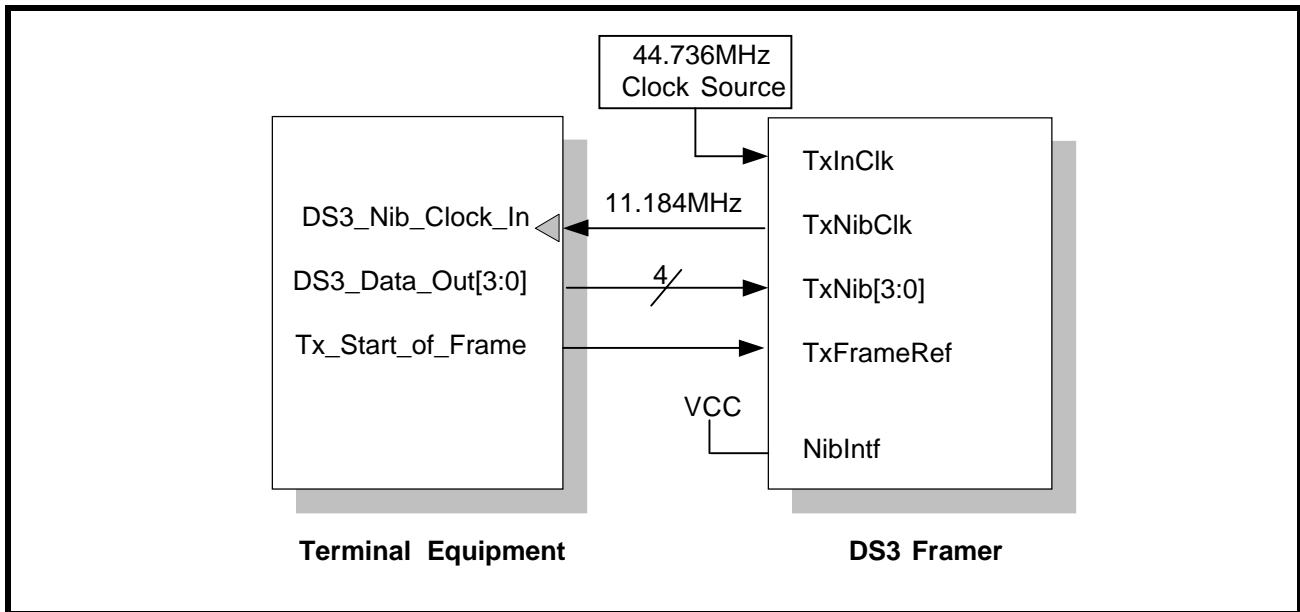 44.736MHz
Clock Source
TxInClk
DS3_Nib_Clock_In
11.184MHz
TxNibClk
DS3_Data_Out[3:0]
4
TxNib[3:0]
Tx_Start_of_Frame
TxFrameRef
VCC
NibIntf
Terminal Equipment
DS3 Framer